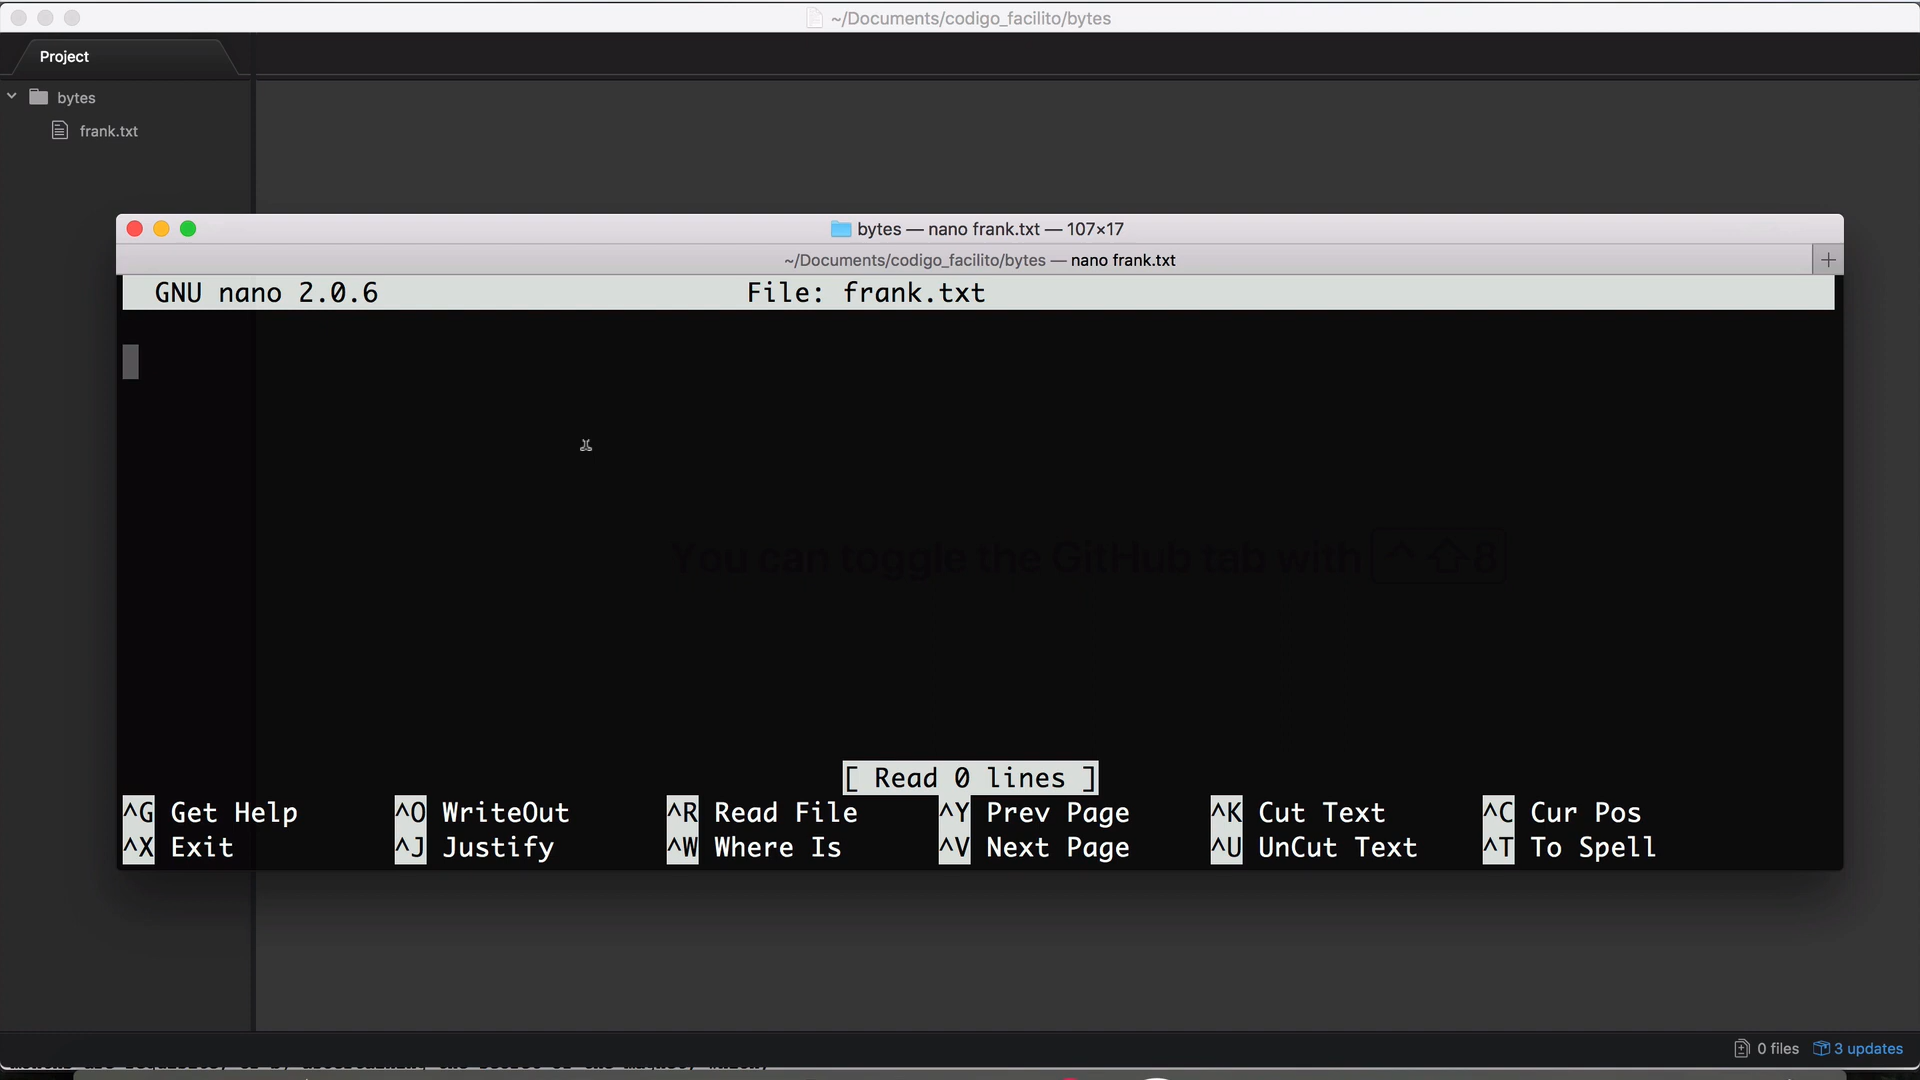 ~/Documents/codigo_facilito/bytes
Project
bytes
frank.txt
bytes — nano frank.txt — 107×17
~/Documents/codigo_facilito/bytes — nano frank.txt
GNU nano 2.0.6 File: frank.txt
You can toggle the GitHub tab with ^⇧8
[ Read 0 lines ]
^G Get Help ^O WriteOut ^R Read File ^Y Prev Page ^K Cut Text ^C Cur Pos
^X Exit ^J Justify ^W Where Is ^V Next Page ^U UnCut Text ^T To Spell
0 files 3 updates